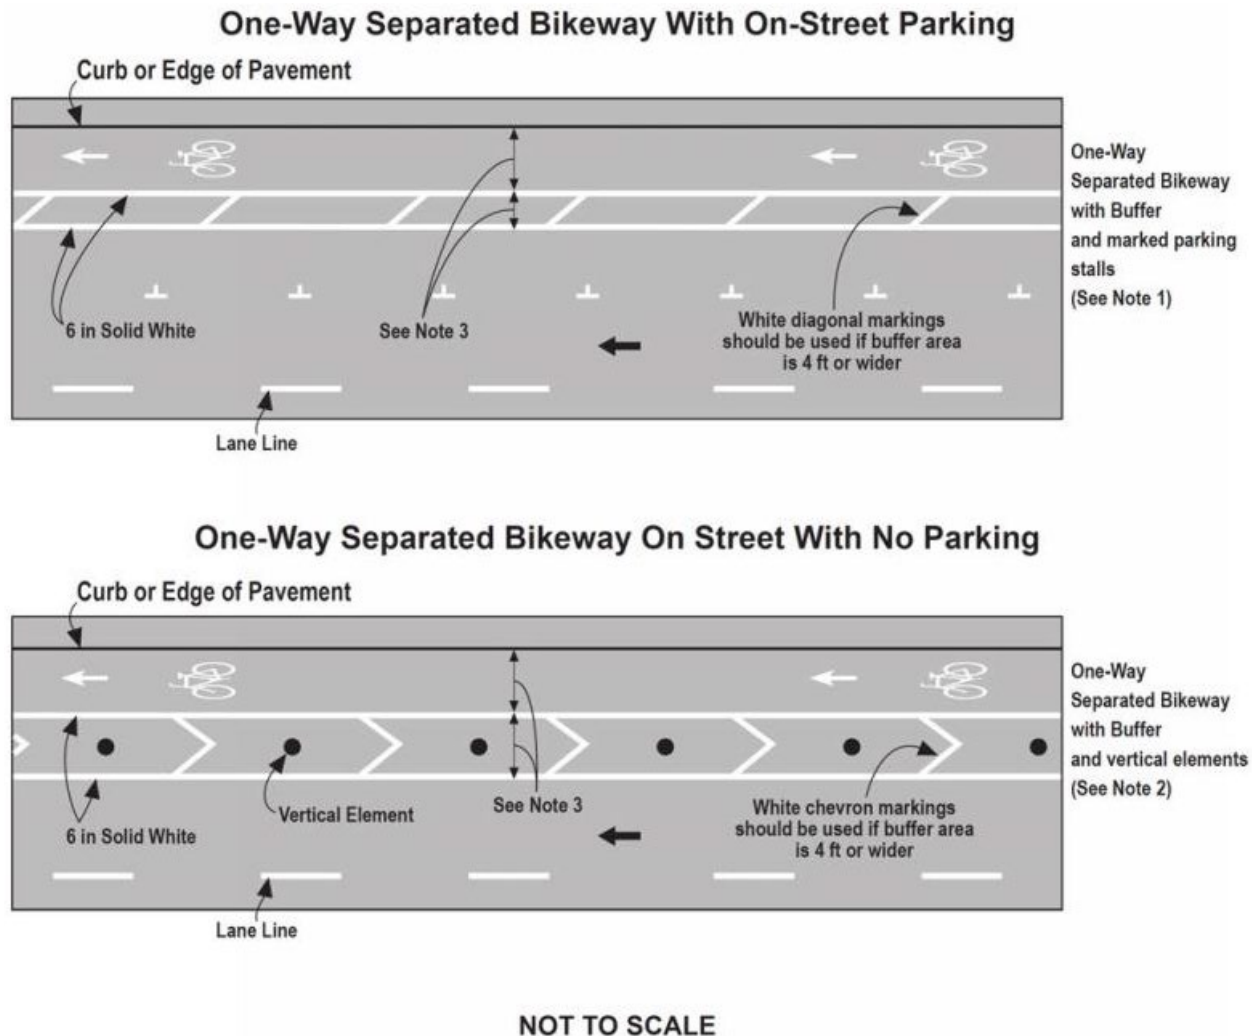 One-Way Separated Bikeway With On-Street Parking
Curb or Edge of Pavement
One-Way
Separated Bikeway
with Buffer
and marked parking
stalls
(See Note 1)
6 in Solid White
See Note 3
White diagonal markings
should be used if buffer area
is 4 ft or wider
Lane Line
One-Way Separated Bikeway On Street With No Parking
Curb or Edge of Pavement
One-Way
Separated Bikeway
with Buffer
and vertical elements
(See Note 2)
6 in Solid White
Vertical Element
See Note 3
White chevron markings
should be used if buffer area
is 4 ft or wider
Lane Line
NOT TO SCALE